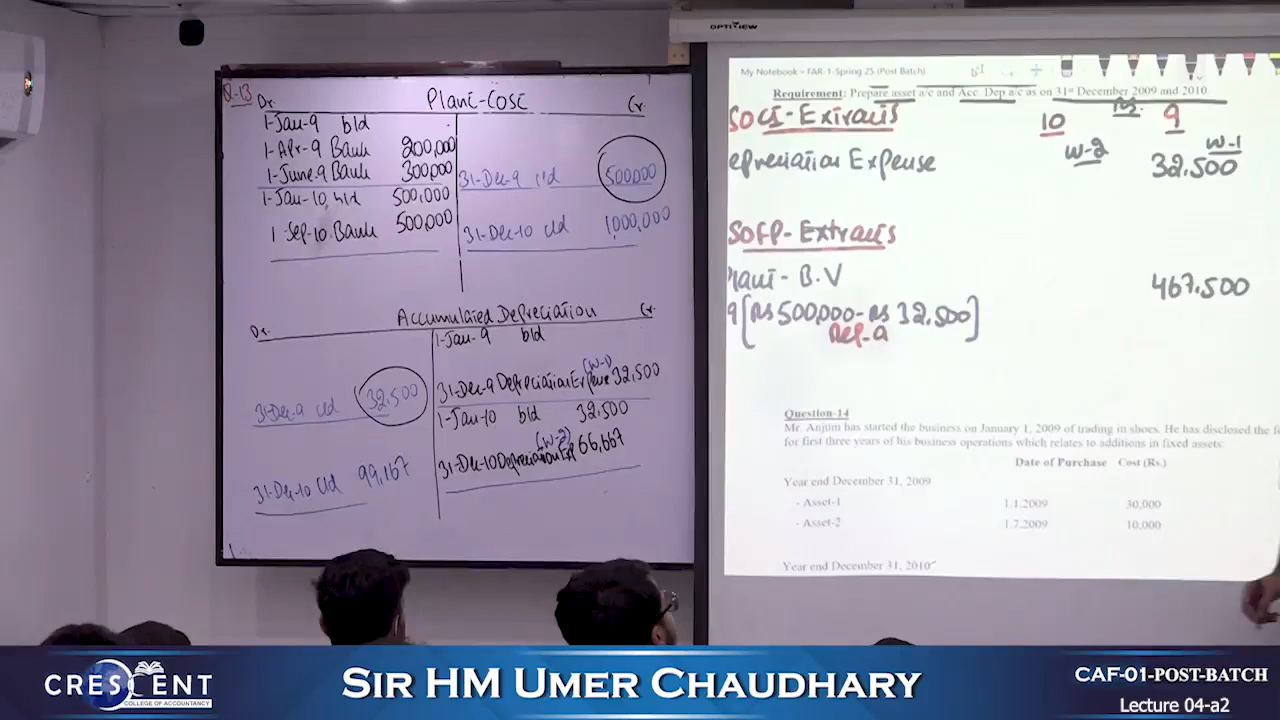 Q-13
Dr. Plant-Cost Cr.
1-Jan-9 b/d
1-Apr-9 Bank 200,000
1-June-9 Bank 300,000
31-Dec-9 c/d 500,000
1-Jan-10 b/d 500,000
1-Sep-10 Bank 500,000
31-Dec-10 c/d 1,000,000
Dr. Accumulated Depreciation Cr.
1-Jan-9 b/d
31-Dec-9 Depreciation Expense (W-1) 32,500
31-Dec-9 c/d 32,500
1-Jan-10 b/d 32,500
31-Dec-10 Depreciation Exp (W-2) 66,667
31-Dec-10 c/d 99,167
OPTIVIEW
My Notebook » FAR-1-Spring 25 (Post Batch)
Requirement: Prepare asset a/c and Acc. Dep a/c as on 31st December 2009 and 2010.
SOCI-Extracts 10 Rs. 9
W-2 W-1
epreciation Expense 32,500
SOFP-Extracts
Plant - B.V 467,500
9 [Rs 500,000 - Rs 32,500]
Question-14
Mr. Anjum has started the business on January 1, 2009 of trading in shoes. He has disclosed the fo
for first three years of his business operations which relates to additions in fixed assets:
Date of Purchase Cost (Rs.)
Year end December 31, 2009
- Asset-1 1.1.2009 30,000
- Asset-2 1.7.2009 10,000
Year end December 31, 2010
CRESCENT
COLLEGE OF ACCOUNTANCY
SIR HM UMER CHAUDHARY
CAF-01-POST-BATCH
Lecture 04-a2